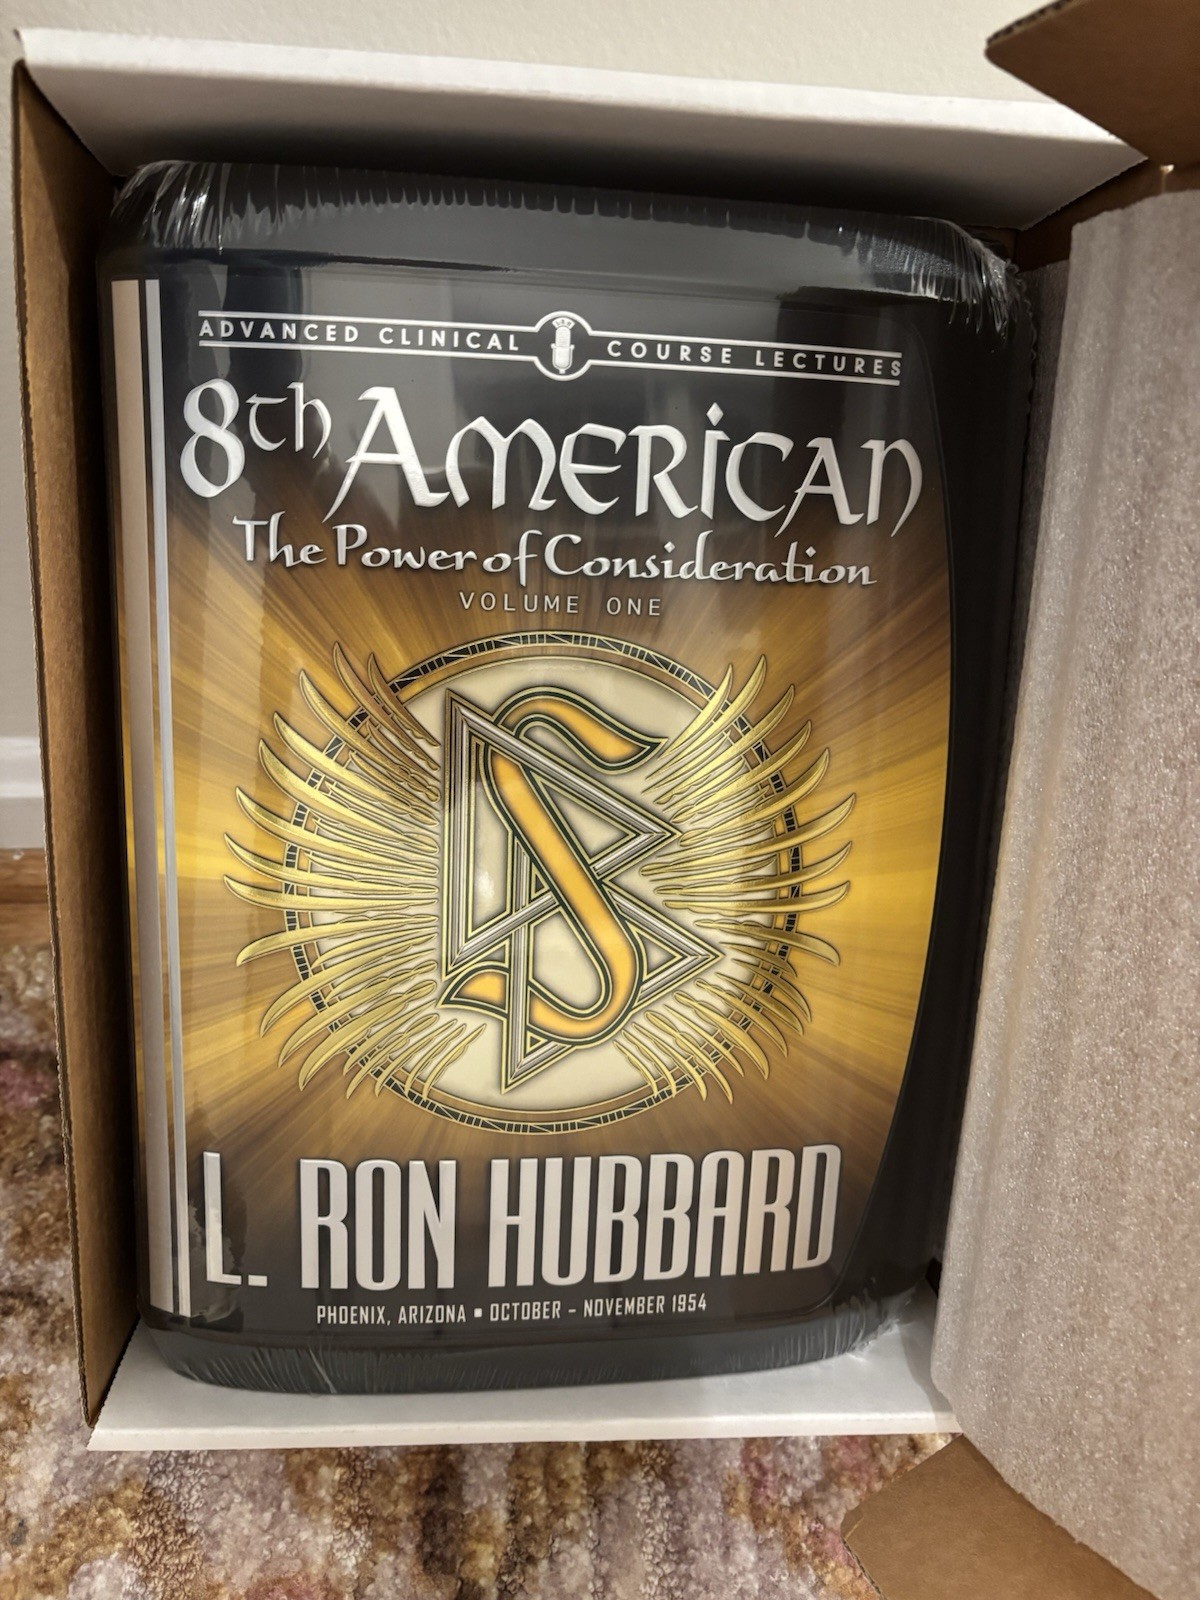 ADVANCED CLINICAL COURSE LECTURES
8th American
The Power of Consideration
VOLUME ONE
L. RON HUBBARD
PHOENIX, ARIZONA ▪ OCTOBER – NOVEMBER 1954